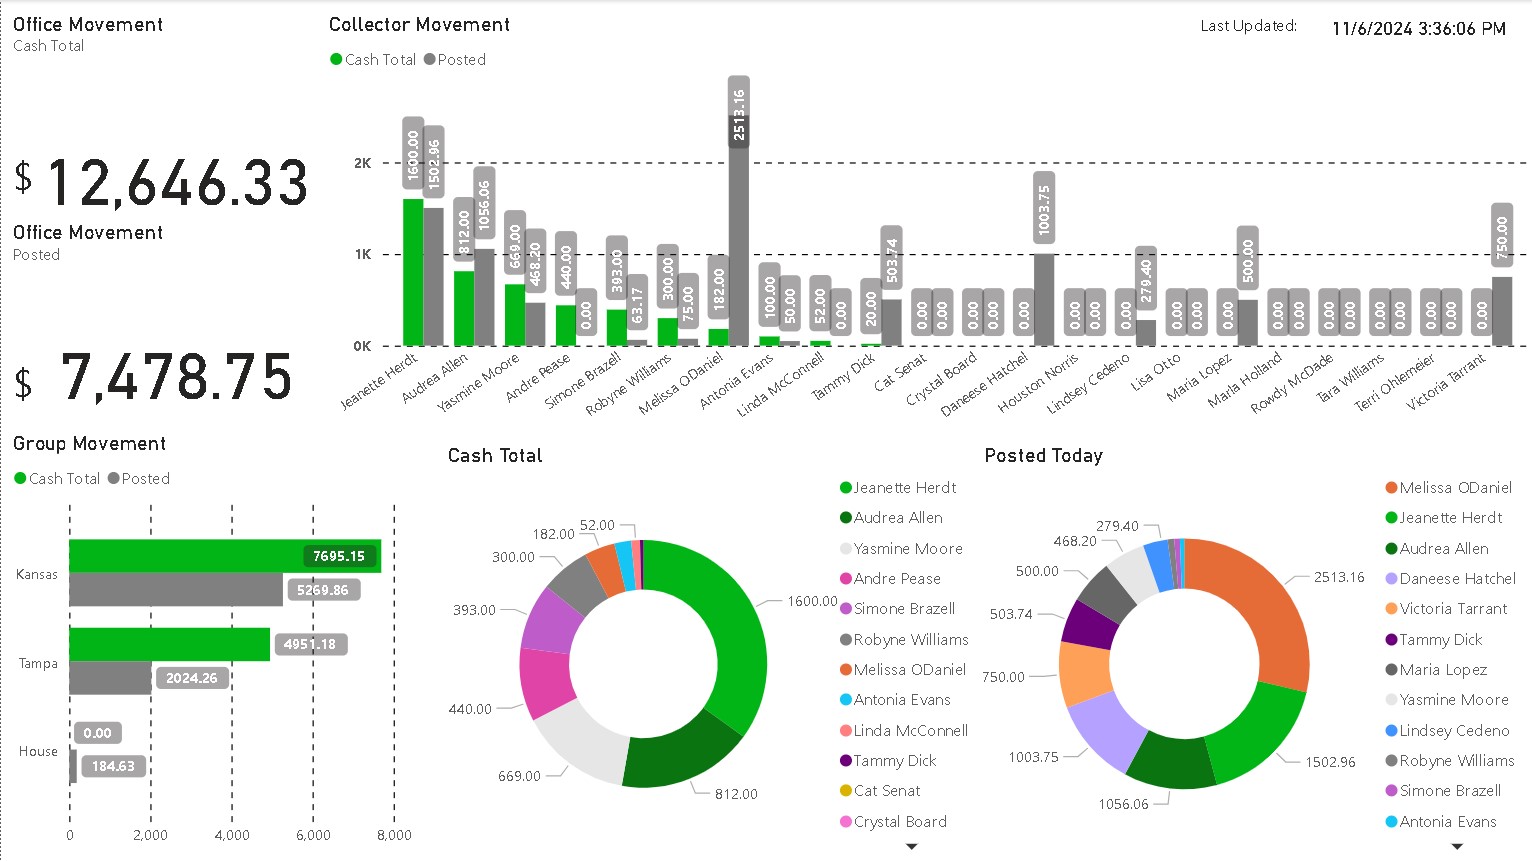 Office Movement
Cash Total
$ 12,646.33
Office Movement
Posted
$ 7,478.75
Collector Movement
Cash Total Posted
Last Updated: 11/6/2024 3:36:06 PM
2K
1K
0K
1600.00
1502.96
812.00
1056.06
669.00
468.20
440.00
0.00
393.00
63.17
300.00
75.00
182.00
2513.16
100.00
50.00
52.00
0.00
20.00
503.74
0.00
0.00
0.00
0.00
0.00
1003.75
0.00
0.00
0.00
279.40
0.00
0.00
0.00
500.00
0.00
0.00
0.00
0.00
0.00
0.00
0.00
0.00
0.00
750.00
Jeanette Herdt
Audrea Allen
Yasmine Moore
Andre Pease
Simone Brazell
Robyne Williams
Melissa ODaniel
Antonia Evans
Linda McConnell
Tammy Dick
Cat Senat
Crystal Board
Daneese Hatchel
Houston Norris
Lindsey Cedeno
Lisa Otto
Maria Lopez
Marla Holland
Rowdy McDade
Tara Williams
Terri Ohlemeier
Victoria Tarrant
Group Movement
Cash Total Posted
Kansas
7695.15
5269.86
Tampa
4951.18
2024.26
House
0.00
184.63
0 2,000 4,000 6,000 8,000
Cash Total
52.00
182.00
300.00
393.00
440.00
669.00
812.00
1600.00
Jeanette Herdt
Audrea Allen
Yasmine Moore
Andre Pease
Simone Brazell
Robyne Williams
Melissa ODaniel
Antonia Evans
Linda McConnell
Tammy Dick
Cat Senat
Crystal Board
Posted Today
279.40
468.20
500.00
503.74
750.00
1003.75
1056.06
1502.96
2513.16
Melissa ODaniel
Jeanette Herdt
Audrea Allen
Daneese Hatchel
Victoria Tarrant
Tammy Dick
Maria Lopez
Yasmine Moore
Lindsey Cedeno
Robyne Williams
Simone Brazell
Antonia Evans